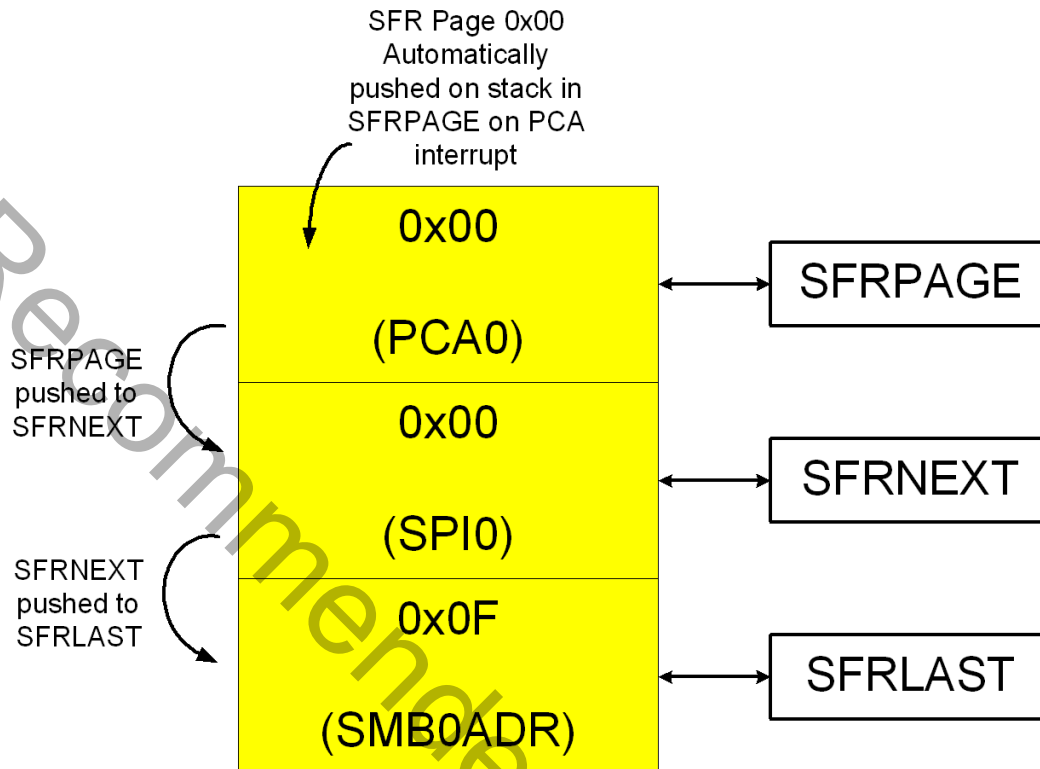 SFR Page 0x00
Automatically
pushed on stack in
SFRPAGE on PCA
interrupt
0x00
(PCA0)
SFRPAGE
SFRPAGE
pushed to
SFRNEXT
0x00
(SPI0)
SFRNEXT
SFRNEXT
pushed to
SFRLAST
0x0F
(SMB0ADR)
SFRLAST